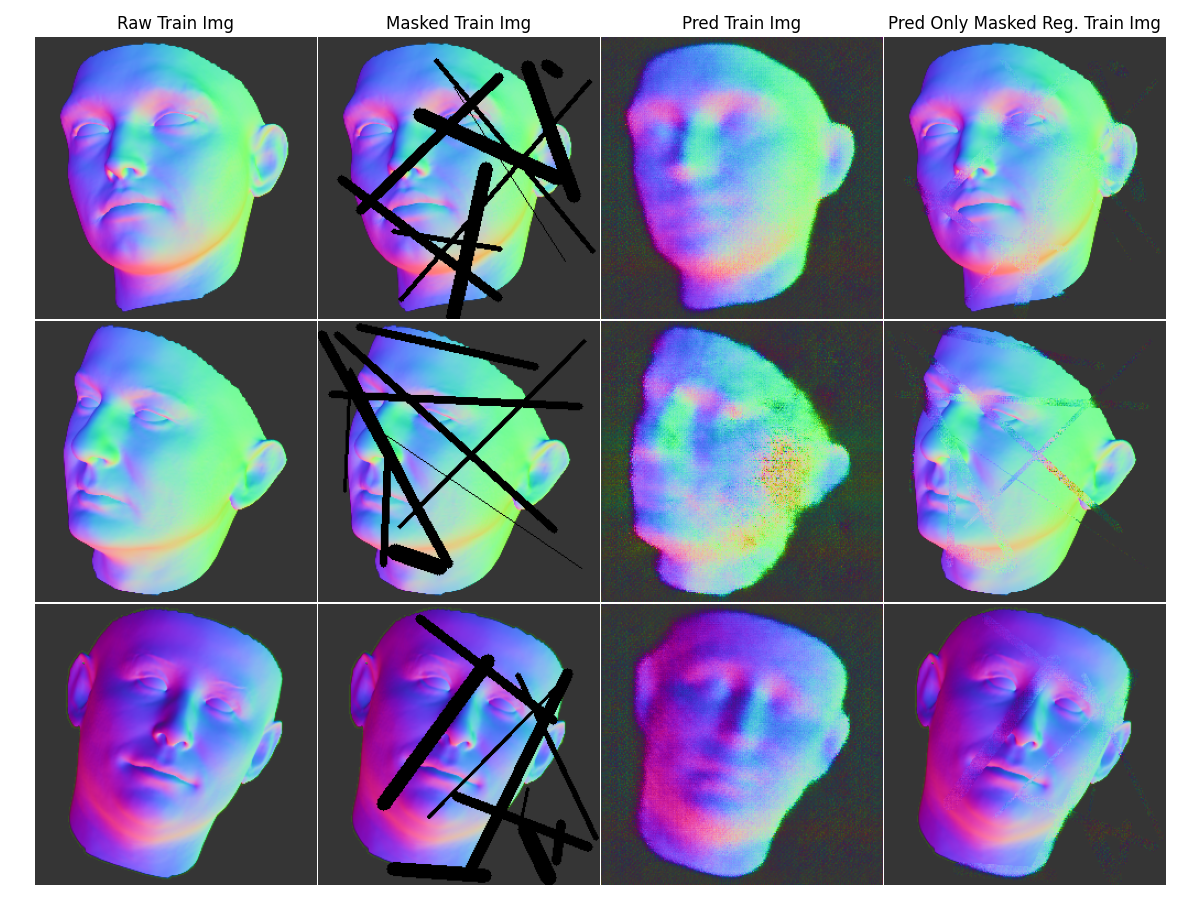 Raw Train Img
Masked Train Img
Pred Train Img
Pred Only Masked Reg. Train Img